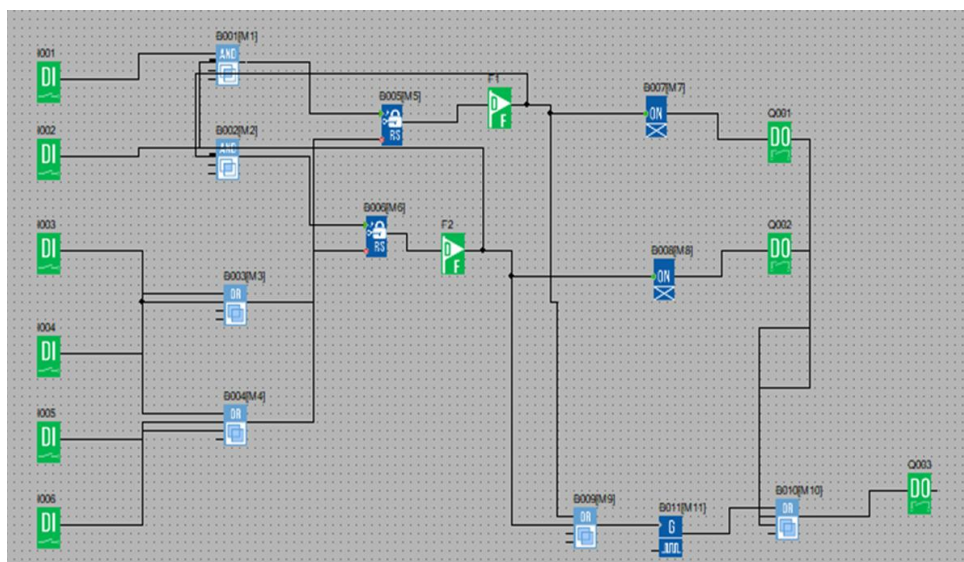 I001
DI
B001[M1]
AND
F1
D
F
B005[M5]
RS
B007[M7]
ON
Q001
DO
I002
DI
B002[M2]
AND
B006[M6]
RS
F2
D
F
Q002
DO
I003
DI
B008[M8]
ON
B003[M3]
OR
I004
DI
B004[M4]
OR
I005
DI
Q003
DO
I006
DI
B009[M9]
OR
B011[M11]
G
B010[M10]
OR